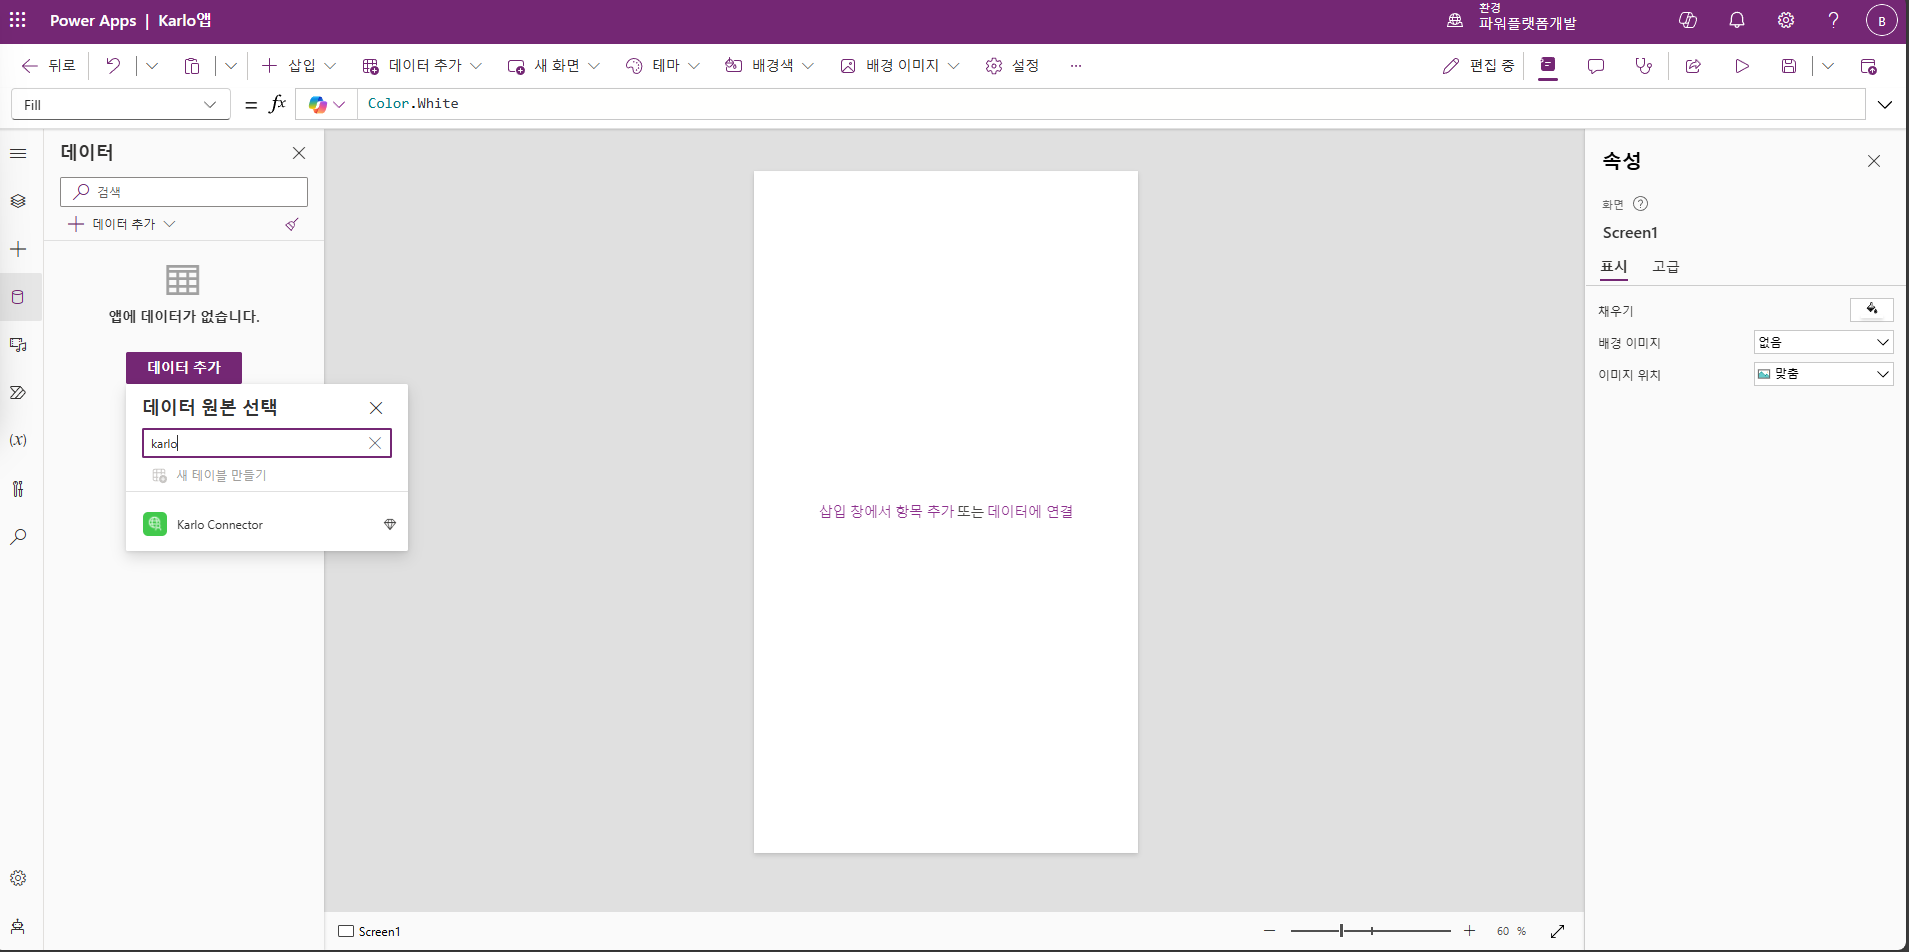 Power Apps | Karlo앱
환경
파워플랫폼개발
B
뒤로
삽입
데이터 추가
새 화면
테마
배경색
배경 이미지
설정
...
편집 중
Fill
= fx
Color.White
데이터
검색
데이터 추가
앱에 데이터가 없습니다.
데이터 추가
데이터 원본 선택
karlo
새 테이블 만들기
Karlo Connector
(x)
삽입 창에서 항목 추가 또는 데이터에 연결
속성
화면
Screen1
표시 고급
채우기
배경 이미지 없음
이미지 위치 맞춤
Screen1
60 %